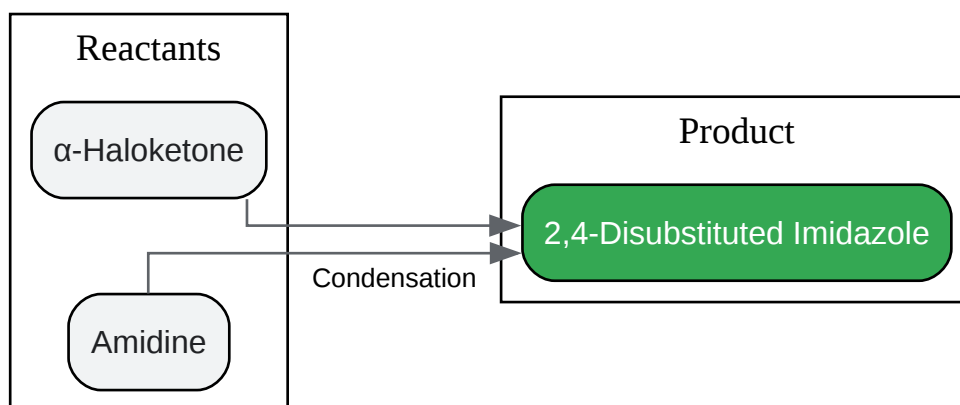 Reactants
α-Haloketone
Product
2,4-Disubstituted Imidazole
Condensation
Amidine